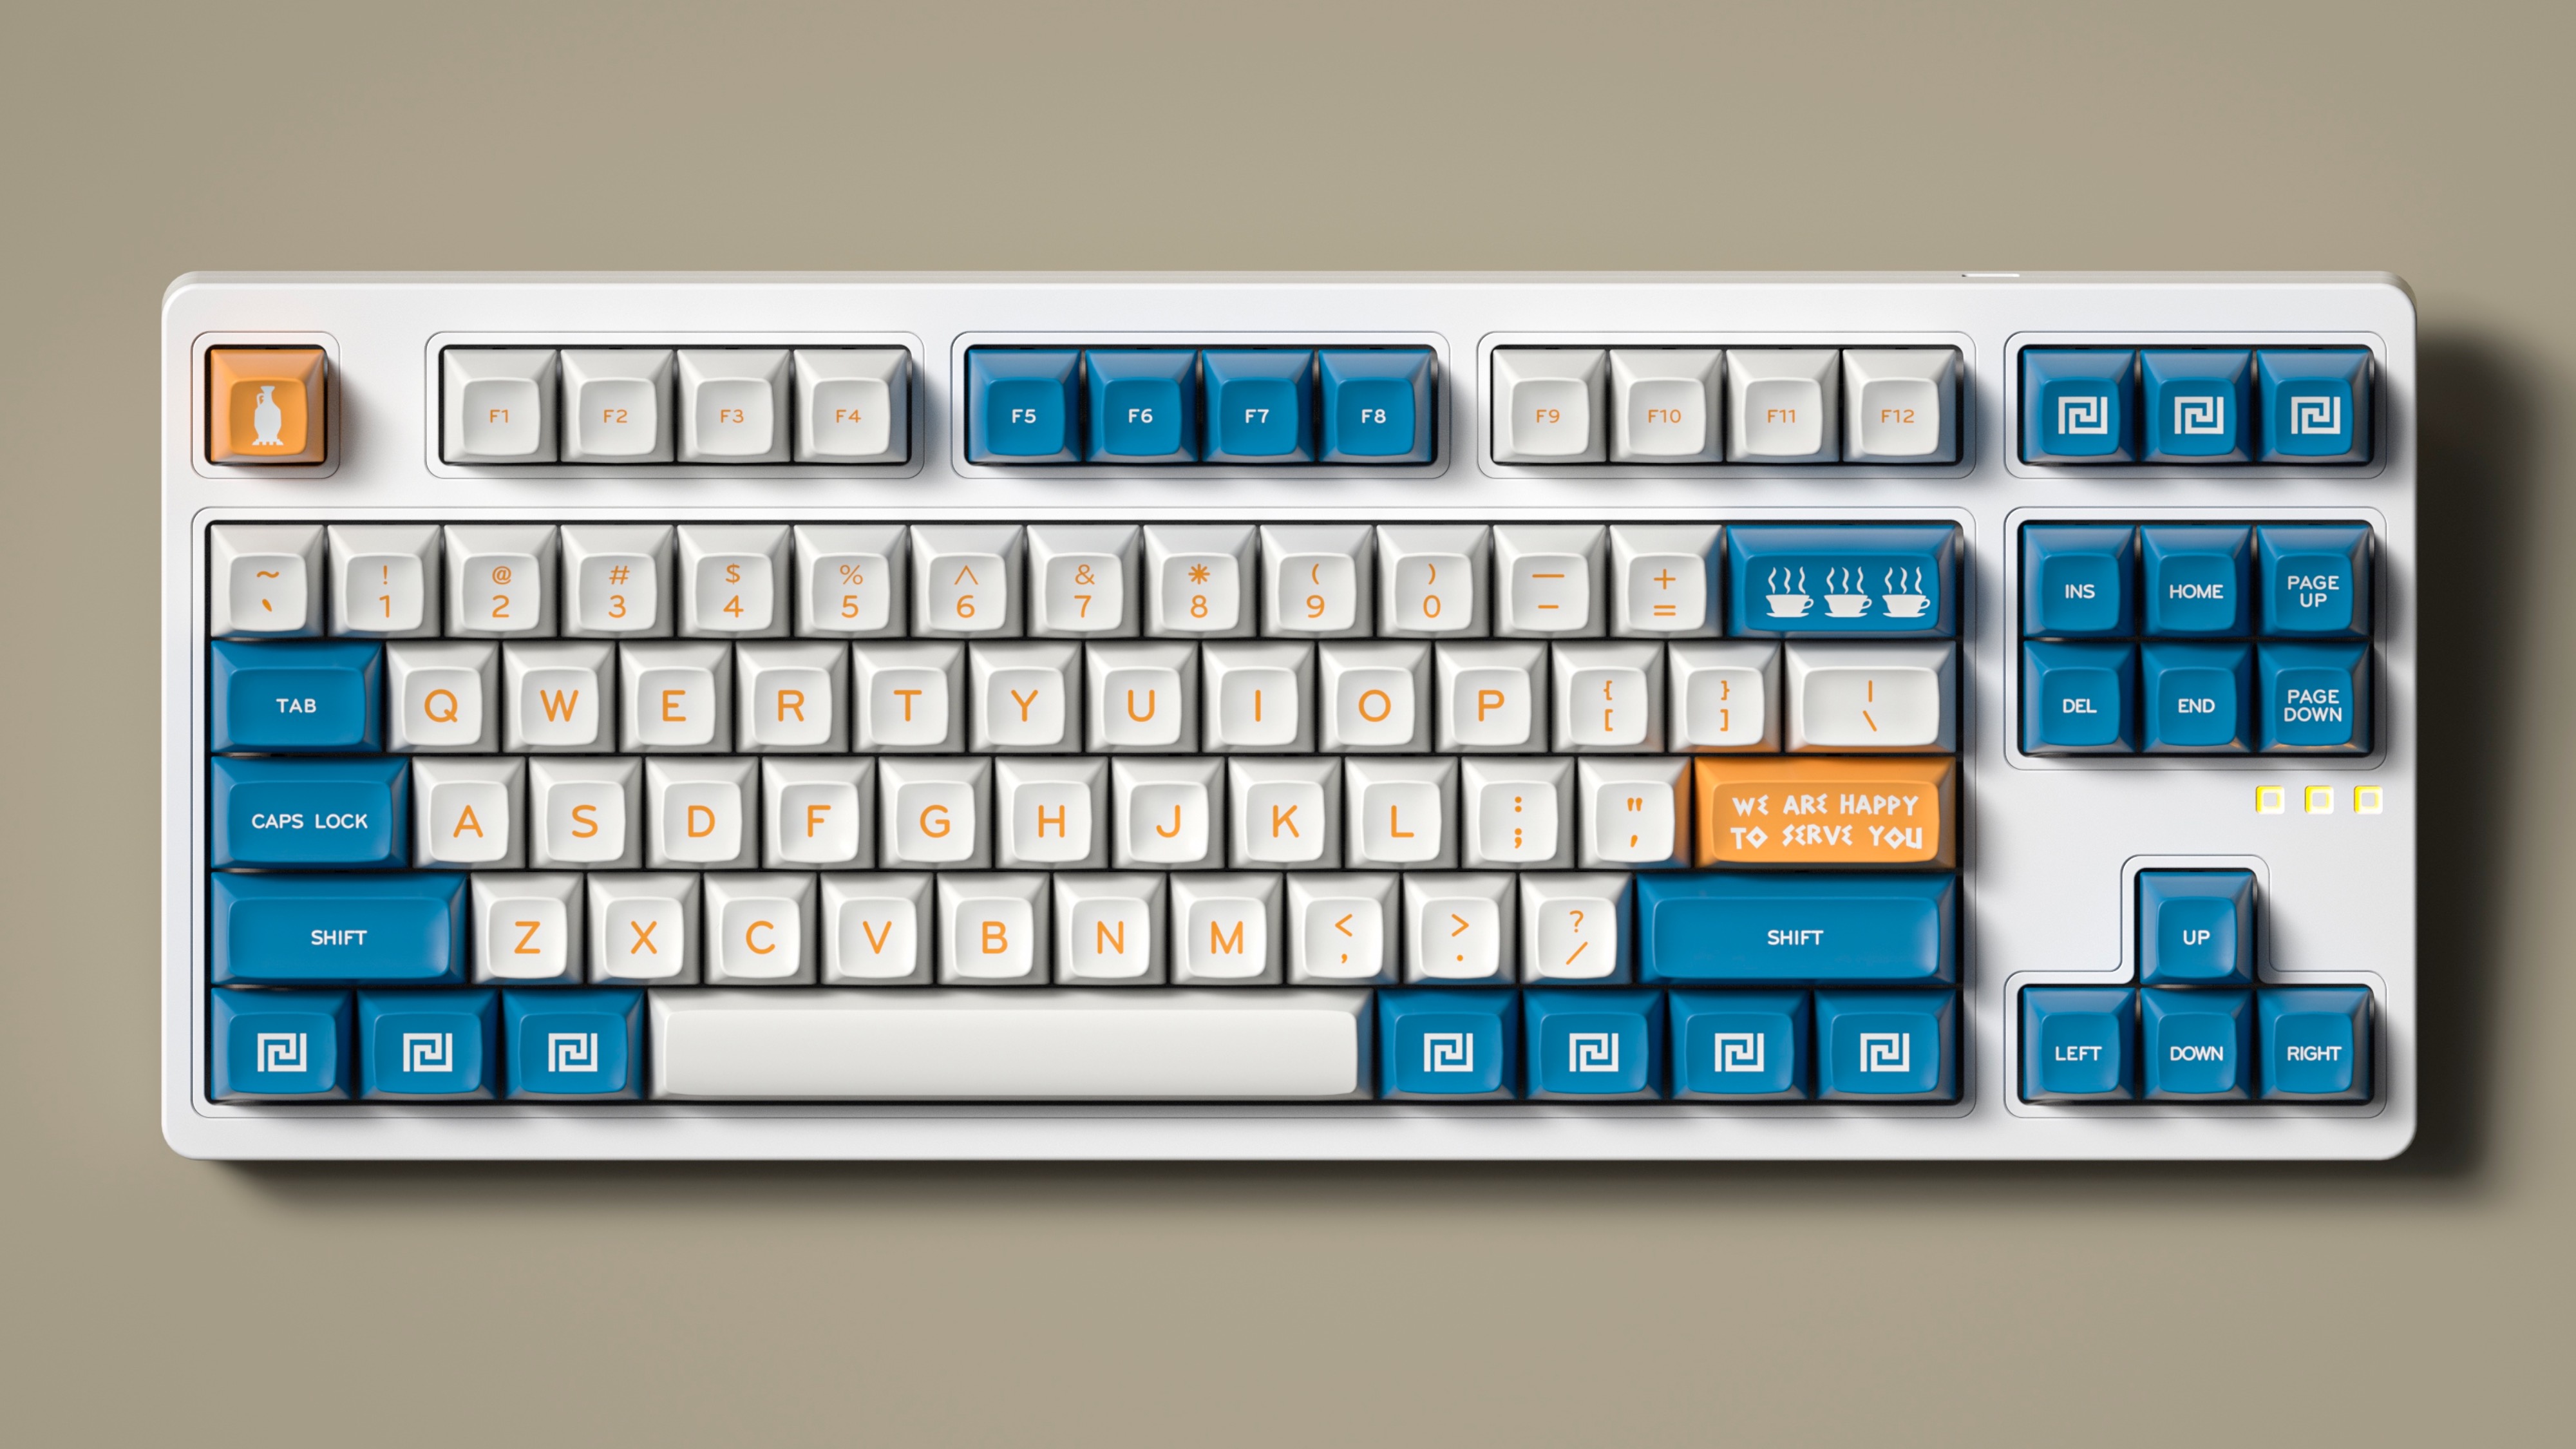 F1 F2 F3 F4 F5 F6 F7 F8 F9 F10 F11 F12
~ ! @ # $ % ^ & * ( ) — +
` 1 2 3 4 5 6 7 8 9 0 - =
INS HOME PAGE UP
TAB Q W E R T Y U I O P { } |
[ ] \
DEL END PAGE DOWN
CAPS LOCK A S D F G H J K L : "
; '
WE ARE HAPPY
TO SERVE YOU
SHIFT Z X C V B N M < > ? SHIFT
, . /
UP
LEFT DOWN RIGHT